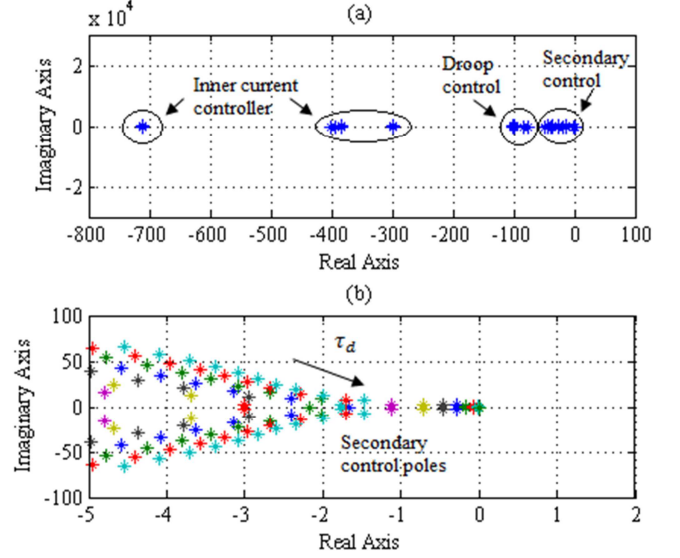 (a)
x 10⁴
Imaginary Axis
2
0
-2
Inner current
controller
Droop
control
Secondary
control
-800 -700 -600 -500 -400 -300 -200 -100 0 100
Real Axis
(b)
Imaginary Axis
100
50
0
-50
-100
τd
Secondary
control poles
-5 -4 -3 -2 -1 0 1 2
Real Axis